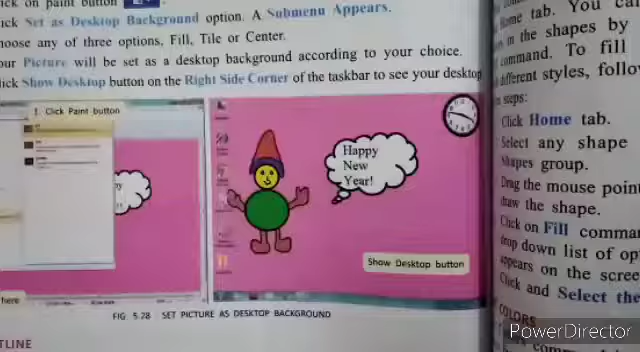 ick on paint button
ick Set as Desktop Background option. A Submenu Appears.
hoose any of three options, Fill, Tile or Center.
our Picture will be set as a desktop background according to your choice.
ick Show Desktop button on the Right Side Corner of the taskbar to see your desktop
! Click Paint button
Happy
New
Year!
Show Desktop button
here
FIG 5.28 SET PICTURE AS DESKTOP BACKGROUND
TLINE
Home tab. You can
in the shapes by
command. To fill
different styles, follo
steps:
Click Home tab.
Select any shape
Shapes group.
Drag the mouse poin
draw the shape.
Click on Fill comma
drop down list of op
appears on the scree
Click and Select the
COLORS
PowerDirector